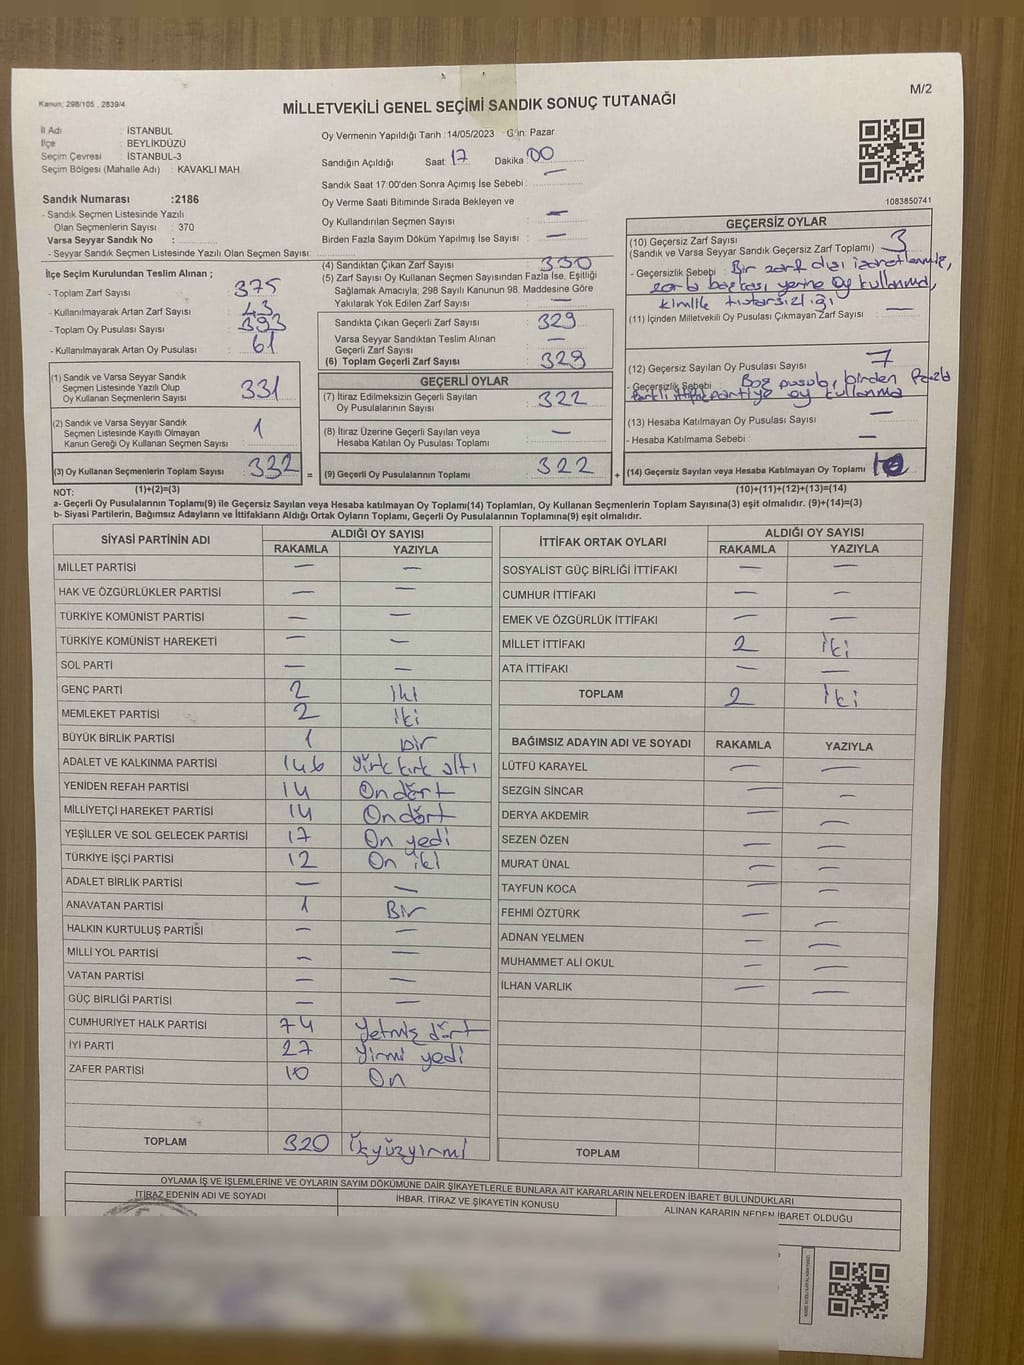 Kanun: 298/105 , 2839/4
M/2
MİLLETVEKİLİ GENEL SEÇİMİ SANDIK SONUÇ TUTANAĞI
İl Adı : İSTANBUL
İlçe : BEYLİKDÜZÜ
Seçim Çevresi : İSTANBUL-3
Seçim Bölgesi (Mahalle Adı) : KAVAKLI MAH.
Sandık Numarası :2186
- Sandık Seçmen Listesinde Yazılı
Olan Seçmenlerin Sayısı : 370
Varsa Seyyar Sandık No :
- Seyyar Sandık Seçmen Listesinde Yazılı Olan Seçmen Sayısı:
İlçe Seçim Kurulundan Teslim Alınan ;
- Toplam Zarf Sayısı : 375
- Kullanılmayarak Artan Zarf Sayısı : 43
- Toplam Oy Pusulası Sayısı : 393
- Kullanılmayarak Artan Oy Pusulası : 61
(1) Sandık ve Varsa Seyyar Sandık
Seçmen Listesinde Yazılı Olup
Oy Kullanan Seçmenlerin Sayısı : 331
(2) Sandık ve Varsa Seyyar Sandık
Seçmen Listesinde Kayıtlı Olmayan
Kanun Gereği Oy Kullanan Seçmen Sayısı : 1
(3) Oy Kullanan Seçmenlerin Toplam Sayısı : 332
Oy Vermenin Yapıldığı Tarih : 14/05/2023 Gün: Pazar
Sandığın Açıldığı Saat: 17 Dakika: 00
Sandık Saat 17:00'den Sonra Açımış İse Sebebi : —
Oy Verme Saati Bitiminde Sırada Bekleyen ve
Oy Kullandırılan Seçmen Sayısı : —
Birden Fazla Sayım Döküm Yapılmış İse Sayısı : —
(4) Sandıktan Çıkan Zarf Sayısı : 330
(5) Zarf Sayısı Oy Kullanan Seçmen Sayısından Fazla İse, Eşitliği
Sağlamak Amacıyla; 298 Sayılı Kanunun 98. Maddesine Göre
Yakılarak Yok Edilen Zarf Sayısı : —
Sandıkta Çıkan Geçerli Zarf Sayısı : 329
Varsa Seyyar Sandıktan Teslim Alınan
Geçerli Zarf Sayısı : —
(6) Toplam Geçerli Zarf Sayısı : 329
GEÇERLİ OYLAR
(7) İtiraz Edilmeksizin Geçerli Sayılan
Oy Pusulalarının Sayısı : 322
(8) İtiraz Üzerine Geçerli Sayılan veya
Hesaba Katılan Oy Pusulası Toplamı : —
= (9) Geçerli Oy Pusulalarının Toplamı : 322
1083850741
GEÇERSİZ OYLAR
(10) Geçersiz Zarf Sayısı
(Sandık ve Varsa Seyyar Sandık Geçersiz Zarf Toplamı) : 3
- Geçersizlik Sebebi : Bir zarf dışı işaretlenmiş,
zarfa başkası yerine oy kullanma,
kimlik tutarsızlığı
(11) İçinden Milletvekili Oy Pusulası Çıkmayan Zarf Sayısı : —
(12) Geçersiz Sayılan Oy Pusulası Sayısı : 7
- Geçersizlik Sebebi : Boş pusula, birden fazla
farklı ittifak partiye oy kullanma
(13) Hesaba Katılmayan Oy Pusulası Sayısı : —
- Hesaba Katılmama Sebebi : —
+ (14) Geçersiz Sayılan veya Hesaba Katılmayan Oy Toplamı : 10
NOT: (1)+(2)=(3) (10)+(11)+(12)+(13)=(14)
a- Geçerli Oy Pusulalarının Toplamı(9) ile Geçersiz Sayılan veya Hesaba katılmayan Oy Toplamı(14) Toplamları, Oy Kullanan Seçmenlerin Toplam Sayısına(3) eşit olmalıdır. (9)+(14)=(3)
b- Siyasi Partilerin, Bağımsız Adayların ve İttifakların Aldığı Ortak Oyların Toplamı, Geçerli Oy Pusulalarının Toplamına(9) eşit olmalıdır.
SİYASİ PARTİNİN ADI ALDIĞI OY SAYISI
RAKAMLA YAZIYLA
MİLLET PARTİSİ — —
HAK VE ÖZGÜRLÜKLER PARTİSİ — —
TÜRKİYE KOMÜNİST PARTİSİ — —
TÜRKİYE KOMÜNİST HAREKETİ — —
SOL PARTİ — —
GENÇ PARTİ 2 iki
MEMLEKET PARTİSİ 2 iki
BÜYÜK BİRLİK PARTİSİ 1 bir
ADALET VE KALKINMA PARTİSİ 146 yüz kırk altı
YENİDEN REFAH PARTİSİ 14 On dört
MİLLİYETÇİ HAREKET PARTİSİ 14 On dört
YEŞİLLER VE SOL GELECEK PARTİSİ 17 On yedi
TÜRKİYE İŞÇİ PARTİSİ 12 On iki
ADALET BİRLİK PARTİSİ — —
ANAVATAN PARTİSİ 1 Bir
HALKIN KURTULUŞ PARTİSİ — —
MİLLİ YOL PARTİSİ — —
VATAN PARTİSİ — —
GÜÇ BİRLİĞİ PARTİSİ — —
CUMHURİYET HALK PARTİSİ 74 Yetmiş dört
İYİ PARTİ 27 Yirmi yedi
ZAFER PARTİSİ 10 On
TOPLAM 320
İTTİFAK ORTAK OYLARI ALDIĞI OY SAYISI
RAKAMLA YAZIYLA
SOSYALİST GÜÇ BİRLİĞİ İTTİFAKI — —
CUMHUR İTTİFAKI — —
EMEK VE ÖZGÜRLÜK İTTİFAKI — —
MİLLET İTTİFAKI 2 iki
ATA İTTİFAKI — —
TOPLAM 2 iki
BAĞIMSIZ ADAYIN ADI VE SOYADI RAKAMLA YAZIYLA
LÜTFÜ KARAYEL — —
SEZGİN SİNCAR — —
DERYA AKDEMİR — —
SEZEN ÖZEN — —
MURAT ÜNAL — —
TAYFUN KOCA — —
FEHMİ ÖZTÜRK — —
ADNAN YELMEN — —
MUHAMMET ALİ OKUL — —
İLHAN VARLIK — —
TOPLAM
OYLAMA İŞ VE İŞLEMLERİNE VE OYLARIN SAYIM DÖKÜMÜNE DAİR ŞİKAYETLERLE BUNLARA AİT KARARLARIN NELERDEN İBARET BULUNDUKLARI
İTİRAZ EDENİN ADI VE SOYADI İHBAR, İTİRAZ VE ŞİKAYETİN KONUSU ALINAN KARARIN NEDEN İBARET OLDUĞU